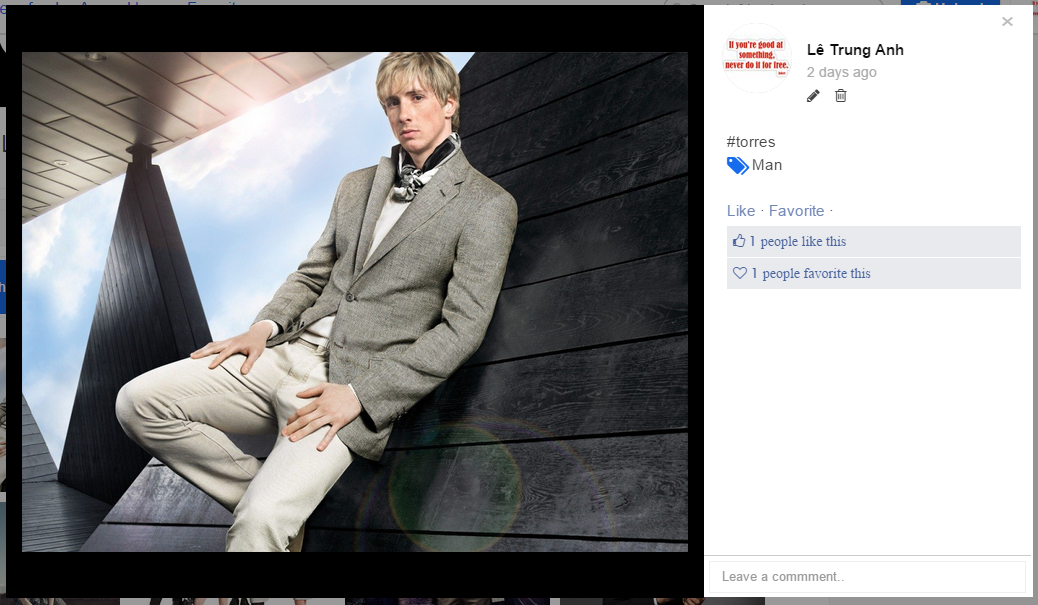 If you're good at
something,
never do it for free.
Lê Trung Anh
2 days ago
#torres
Man
Like · Favorite ·
1 people like this
1 people favorite this
Leave a commment..